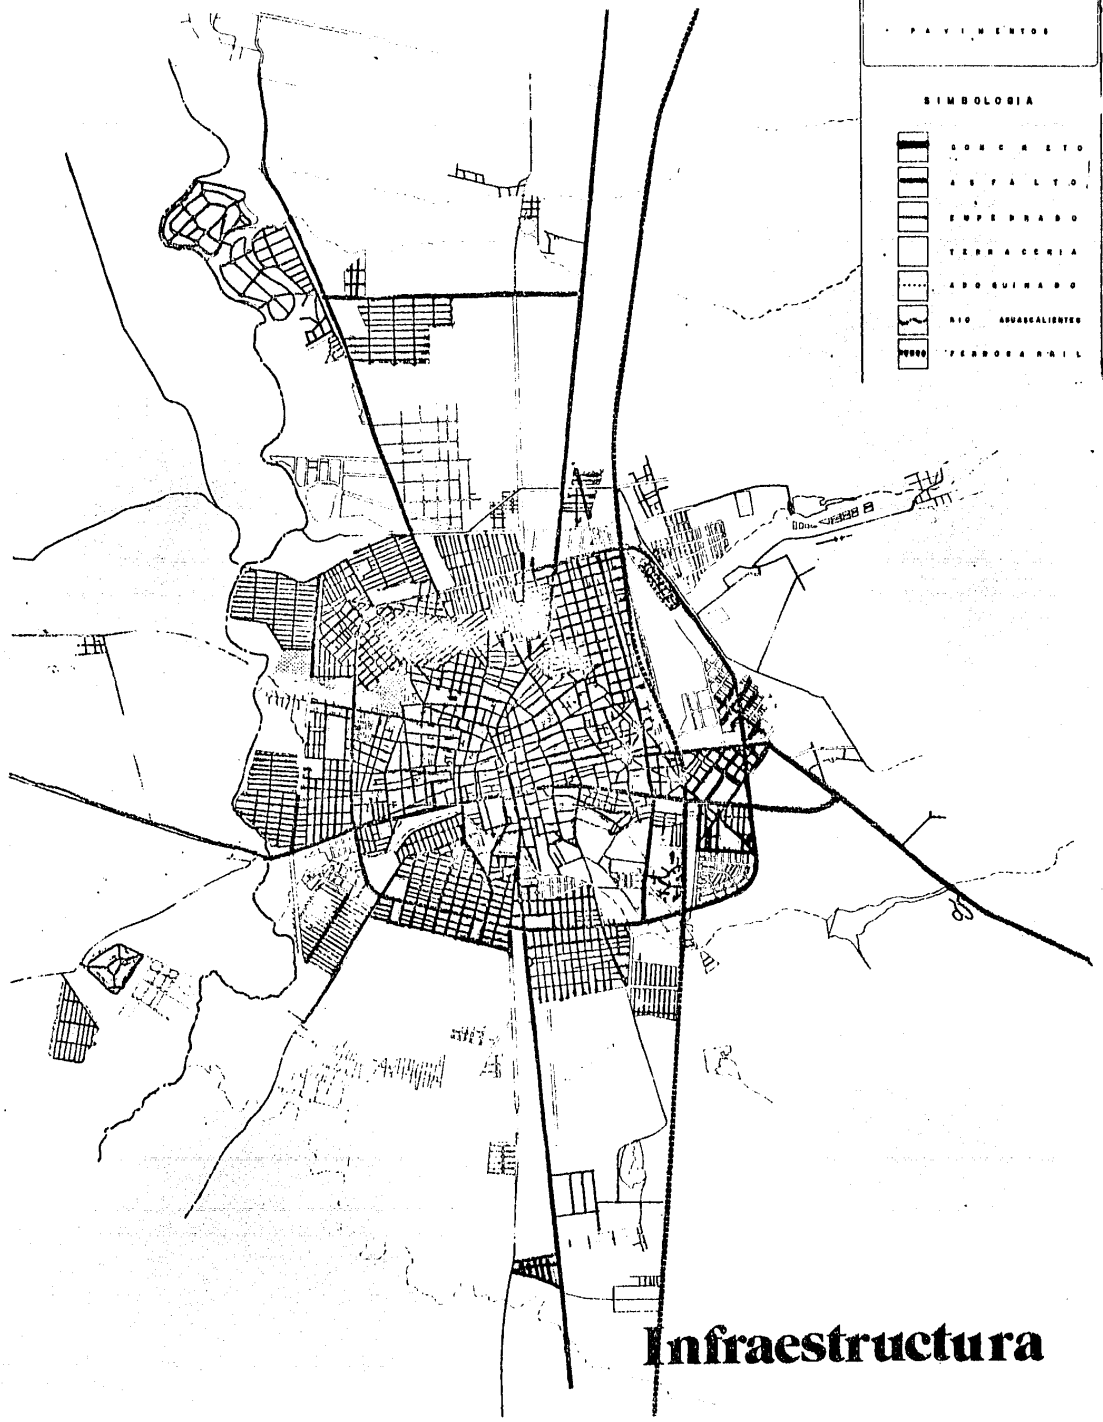 PAVIMENTOS
SIMBOLOGIA
CONCRETO
ASFALTO
EMPEDRADO
TERRACERIA
ADOQUINADO
RIO AGUASCALIENTES
FERROCARRIL
Infraestructura